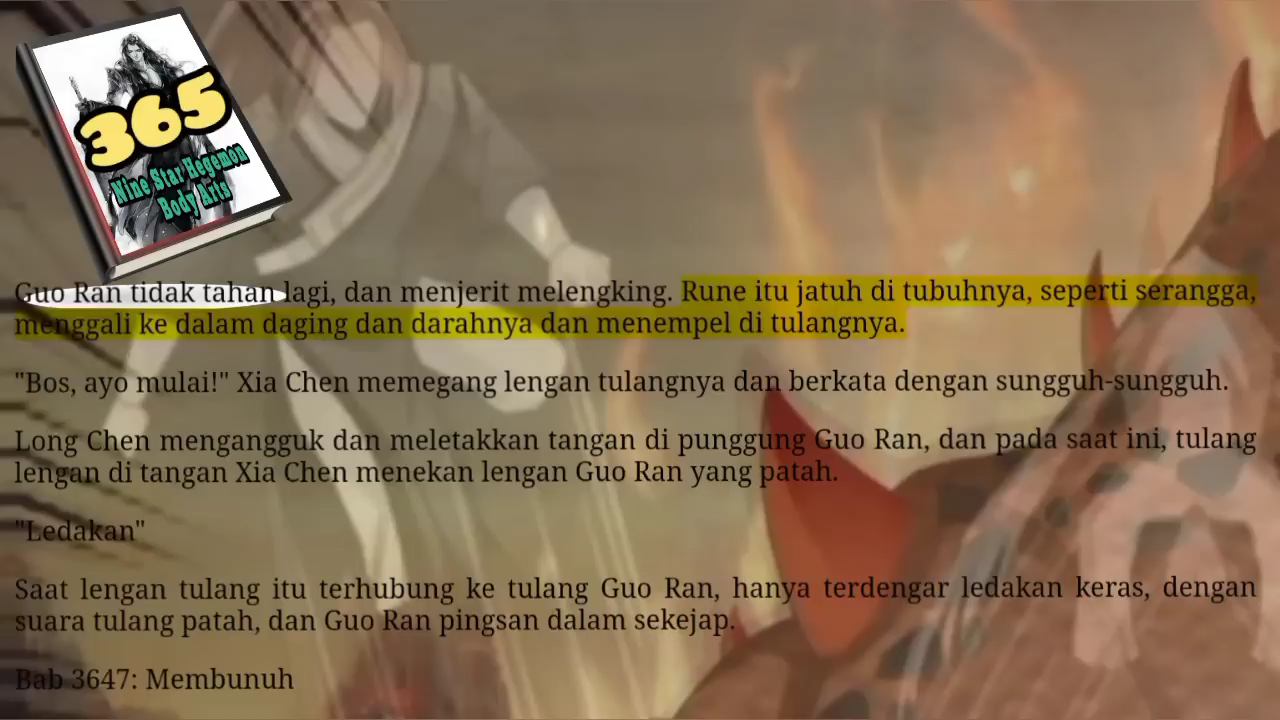 365
Nine Star Hegemon
Body Arts
Guo Ran tidak tahan lagi, dan menjerit melengking. Rune itu jatuh di tubuhnya, seperti serangga,
menggali ke dalam daging dan darahnya dan menempel di tulangnya.
"Bos, ayo mulai!" Xia Chen memegang lengan tulangnya dan berkata dengan sungguh-sungguh.
Long Chen mengangguk dan meletakkan tangan di punggung Guo Ran, dan pada saat ini, tulang
lengan di tangan Xia Chen menekan lengan Guo Ran yang patah.
"Ledakan"
Saat lengan tulang itu terhubung ke tulang Guo Ran, hanya terdengar ledakan keras, dengan
suara tulang patah, dan Guo Ran pingsan dalam sekejap.
Bab 3647: Membunuh